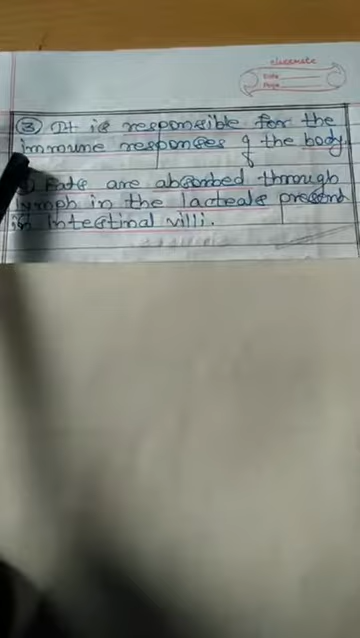 classmate
Date
Page
③ It is responsible for the
immune responses of the body.
Fats are absorbed through
lymph in the lacteals present
in intestinal villi.